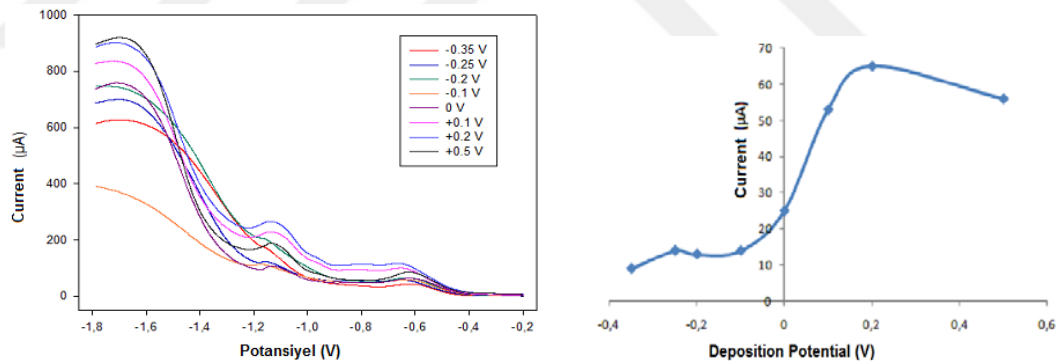 1000
800
600
400
200
0
Current (µA)
-1,8 -1,6 -1,4 -1,2 -1,0 -0,8 -0,6 -0,4 -0,2
Potansiyel (V)
-0.35 V
-0.25 V
-0.2 V
-0.1 V
0 V
+0.1 V
+0.2 V
+0.5 V
70
60
50
40
30
20
10
0
Current (µA)
-0,4 -0,2 0 0,2 0,4 0,6
Deposition Potential (V)